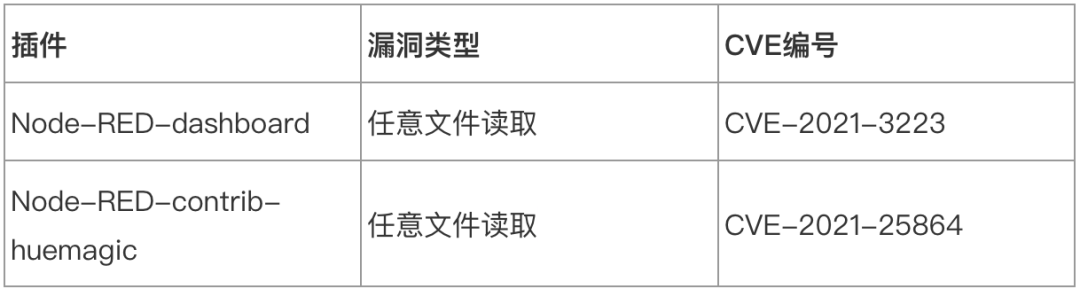 插件 漏洞类型 CVE编号
Node-RED-dashboard 任意文件读取 CVE-2021-3223
Node-RED-contrib-
huemagic 任意文件读取 CVE-2021-25864